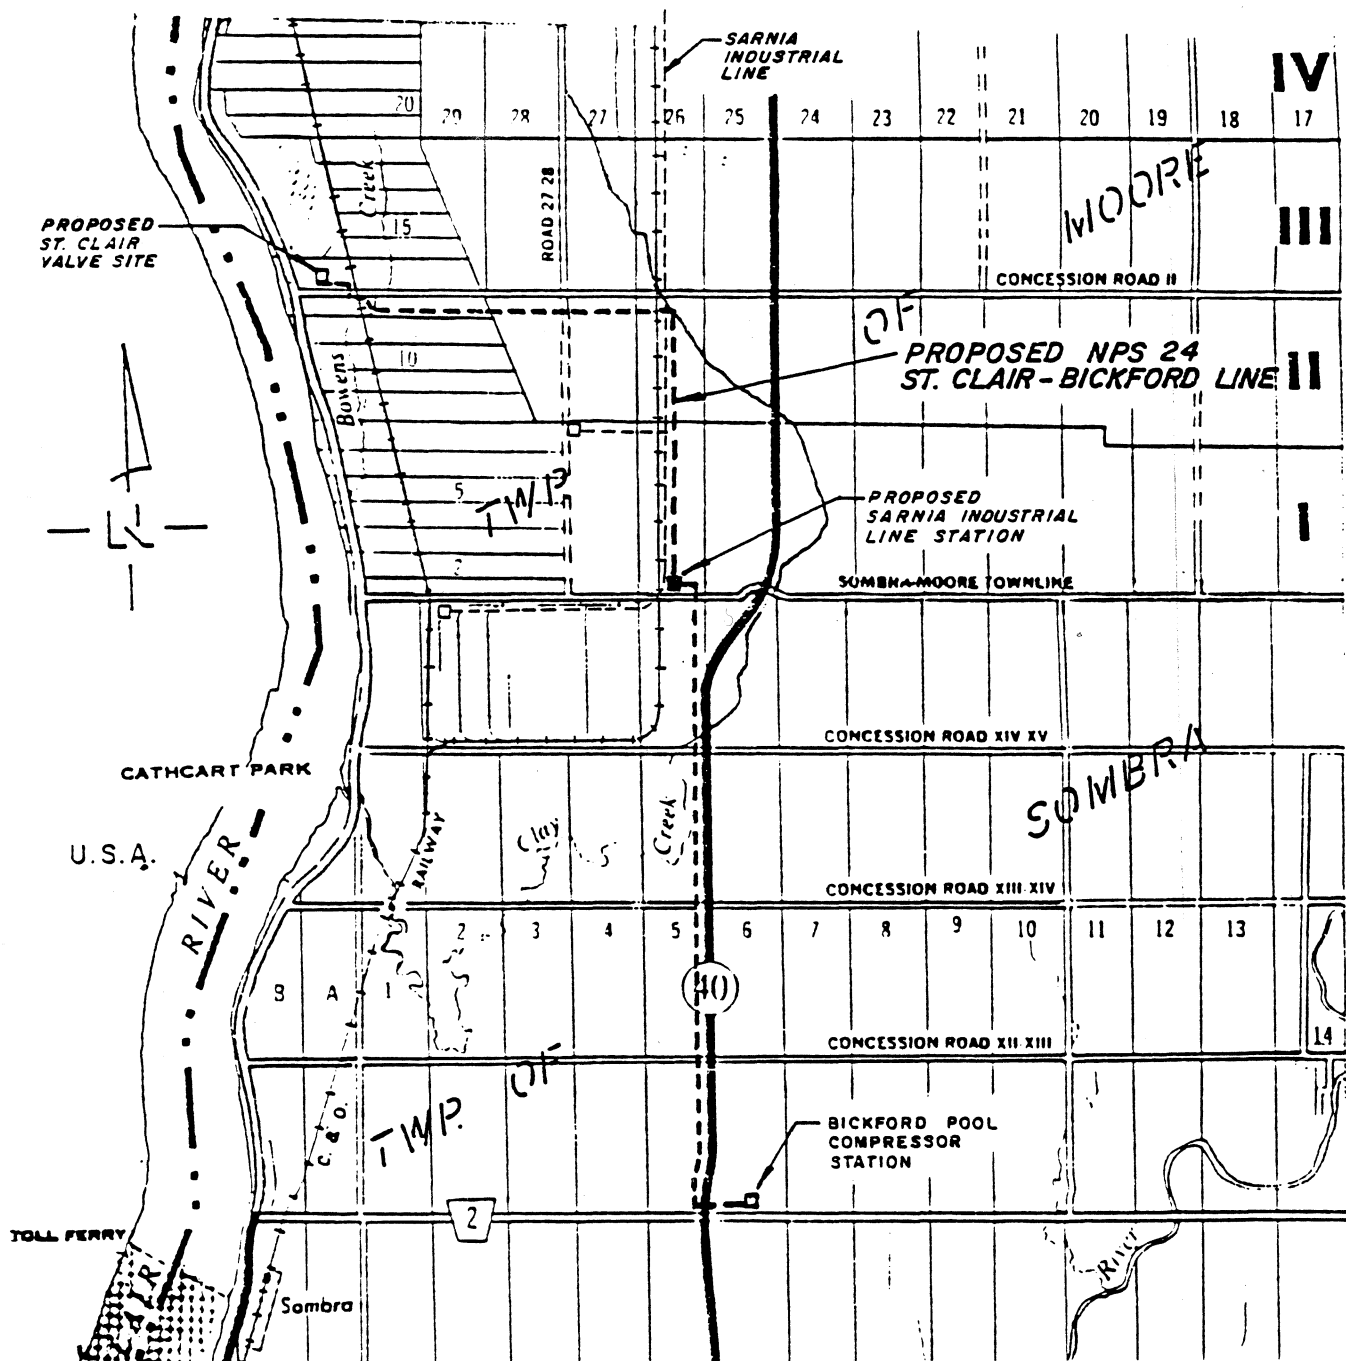 SARNIA
INDUSTRIAL
LINE
IV
20
29 28 27 26 25 24 23 22 21 20 19 18 17
MOORE
Creek
ROAD 27 28
15
III
PROPOSED
ST. CLAIR
VALVE SITE
CONCESSION ROAD II
OF
PROPOSED NPS 24
ST. CLAIR-BICKFORD LINE
II
10
Bowens
5
TWP
PROPOSED
SARNIA INDUSTRIAL
LINE STATION
I
2
SOMBRA-MOORE TOWNLINE
CONCESSION ROAD XIV XV
SOMBRA
CATHCART PARK
U.S.A.
RIVER
RAILWAY
Clay
Creek
CONCESSION ROAD XIII XIV
2 3 4 5 6 7 8 9 10 11 12 13
B A 1
40
14
CONCESSION ROAD XII XIII
TWP. OF
C. & O.
BICKFORD POOL
COMPRESSOR
STATION
2
TOLL FERRY
River
Sombra